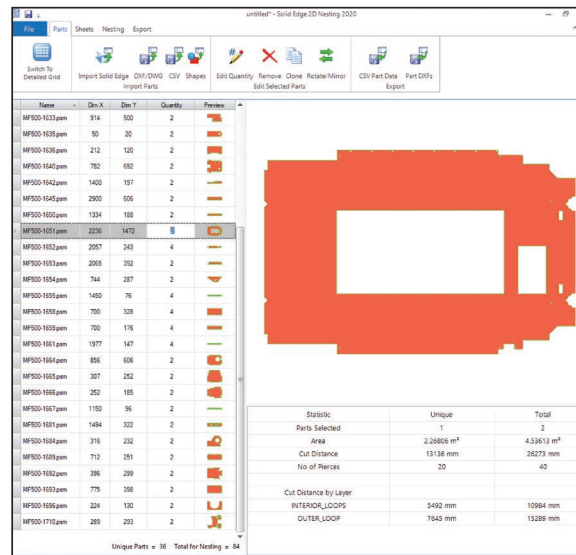 untitled* - Solid Edge 2D Nesting 2020
File Parts Sheets Nesting Export
Switch To Detailed Grid
Import Solid Edge DXF/DWG CSV Shapes
Import Parts
Edit Quantity Remove Clone Rotate/Mirror
Edit Selected Parts
CSV Part Data Part DXFs
Export
Name Dim X Dim Y Quantity Preview
MF500-1633.psm 914 500 2
MF500-1635.psm 50 20 2
MF500-1636.psm 212 120 2
MF500-1640.psm 782 692 2
MF500-1642.psm 1400 197 2
MF500-1645.psm 2900 606 2
MF500-1650.psm 1334 188 2
MF500-1651.psm 2236 1472 2
MF500-1652.psm 2057 243 4
MF500-1653.psm 2065 392 2
MF500-1654.psm 744 287 2
MF500-1655.psm 1450 76 4
MF500-1658.psm 700 328 4
MF500-1659.psm 700 176 4
MF500-1661.psm 1977 147 4
MF500-1664.psm 856 606 2
MF500-1665.psm 307 252 2
MF500-1666.psm 252 185 2
MF500-1667.psm 1150 96 2
MF500-1681.psm 1494 322 2
MF500-1684.psm 316 232 2
MF500-1689.psm 712 251 2
MF500-1692.psm 396 299 2
MF500-1693.psm 775 398 2
MF500-1696.psm 224 130 2
MF500-1710.psm 289 293 2
Unique Parts = 36 Total for Nesting = 84
Statistic Unique Total
Parts Selected 1 2
Area 2.26806 m² 4.53613 m²
Cut Distance 13136 mm 26273 mm
No of Pierces 20 40
Cut Distance by Layer
INTERIOR_LOOPS 5492 mm 10984 mm
OUTER_LOOP 7645 mm 15289 mm